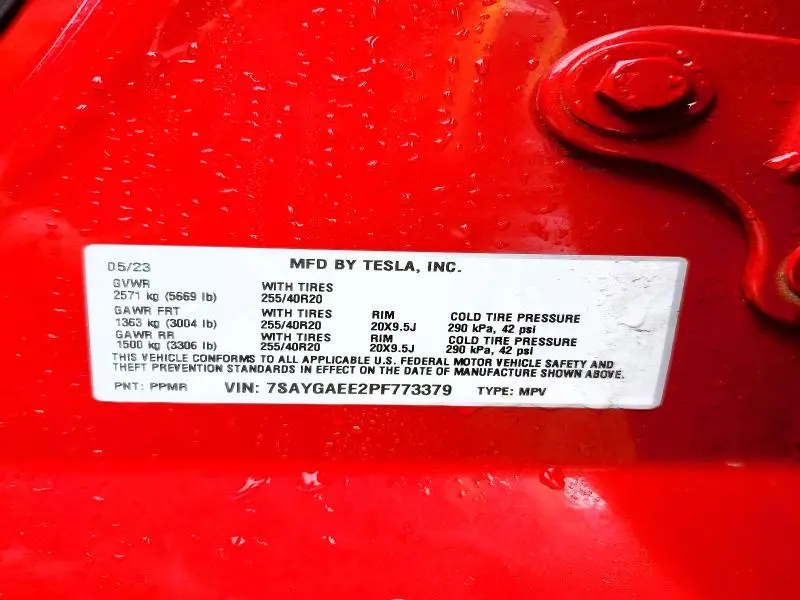 05/23 MFD BY TESLA, INC.
GVWR
2571 kg (5669 lb) WITH TIRES 255/40R20
GAWR FRT WITH TIRES RIM COLD TIRE PRESSURE
1363 kg (3004 lb) 255/40R20 20X9.5J 290 kPa, 42 psi
GAWR RR WITH TIRES RIM COLD TIRE PRESSURE
1500 kg (3306 lb) 255/40R20 20X9.5J 290 kPa, 42 psi
THIS VEHICLE CONFORMS TO ALL APPLICABLE U.S. FEDERAL MOTOR VEHICLE SAFETY AND
THEFT PREVENTION STANDARDS IN EFFECT ON THE DATE OF MANUFACTURE SHOWN ABOVE.
PNT: PPMR VIN: 7SAYGAEE2PF773379 TYPE: MPV